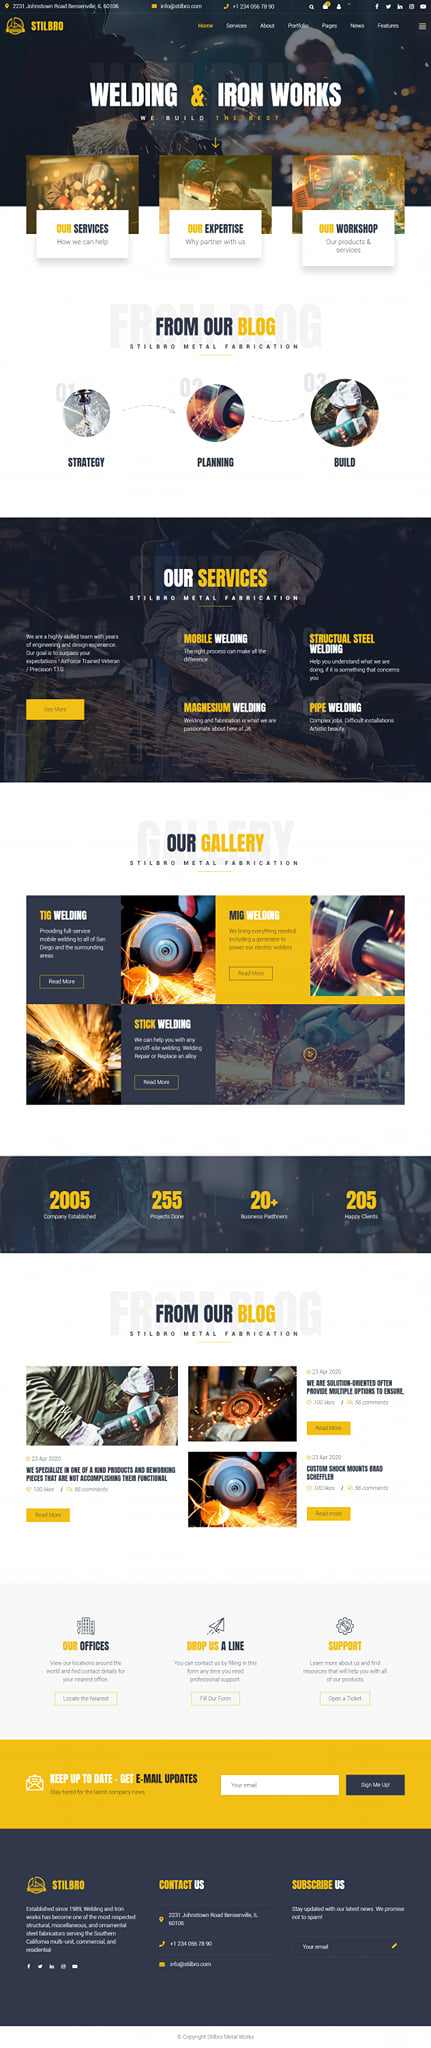 2231 Johnstown Road Bensenville, IL 60106
info@stilbro.com
+1 234 056 78 90
STILBRO
Home Services About Portfolio Pages News Features
WELDING & IRON WORKS
WE BUILD THE BEST
OUR SERVICES
How we can help
OUR EXPERTISE
Why partner with us
OUR WORKSHOP
Our products &
services
FROM OUR BLOG
FROM OUR BLOG
STILBRO METAL FABRICATION
01
02
03
STRATEGY
PLANNING
BUILD
SERVICES
OUR SERVICES
STILBRO METAL FABRICATION
We are a highly skilled team with years
of engineering and design experience.
Our goal is to surpass your
expectations ! AirForce Trained Veteran
/ Precision T.I.G
See More
MOBILE WELDING
The right process can make all the
difference
STRUCTUAL STEEL
WELDING
Help you understand what we are
doing, if it is something that concerns
you
MAGNESIUM WELDING
Welding and fabrication is what we are
passionate about here at JA
PIPE WELDING
Complex jobs, Difficult installations.
Artistic beauty.
GALLERY
OUR GALLERY
STILBRO METAL FABRICATION
TIG WELDING
Providing full-service
mobile welding to all of San
Diego and the surrounding
areas.
Read More
MIG WELDING
We bring everything needed,
including a generator to
power our electric welders.
Read More
STICK WELDING
We can help you with any
on/off-site welding. Welding
Repair or Replace an alloy
Read More
2005
Company Established
255
Projects Done
20+
Business Parthners
205
Happy Clients
FROM OUR BLOG
FROM OUR BLOG
STILBRO METAL FABRICATION
23 Apr 2020
WE SPECIALIZE IN ONE OF A KIND PRODUCTS AND REWORKING
PIECES THAT ARE NOT ACCOMPLISHING THEIR FUNCTIONAL
100 likes / 56 comments
Read More
23 Apr 2020
WE ARE SOLUTION-ORIENTED OFTEN
PROVIDE MULTIPLE OPTIONS TO ENSURE.
100 likes / 56 comments
Read More
23 Apr 2020
CUSTOM SHOCK MOUNTS BRAD
SCHEFFLER
100 likes / 56 comments
Read more
OUR OFFICES
View our locations around the
world and find contact details for
your nearest office.
Locate the Nearest
DROP US A LINE
You can contact us by filling in this
form any time you need
professional support.
Fill Our Form
SUPPORT
Learn more about us and find
resources that will help you with all
of our products.
Open a Ticket
KEEP UP TO DATE - GET E-MAIL UPDATES
Stay tuned for the latest company news
Your email
Sign Me Up!
STILBRO
Established since 1989, Welding and Iron
works has become one of the most respected
structural, miscellaneous, and ornamental
steel fabricators serving the Southern
California multi-unit, commercial, and
residential
CONTACT US
2231 Johnstown Road Bensenville, IL
60106
+1 234 056 78 90
info@stilbro.com
SUBSCRIBE US
Stay updated with our latest news. We promise
not to spam!
Your email
© Copyright Stilbro Metal Works